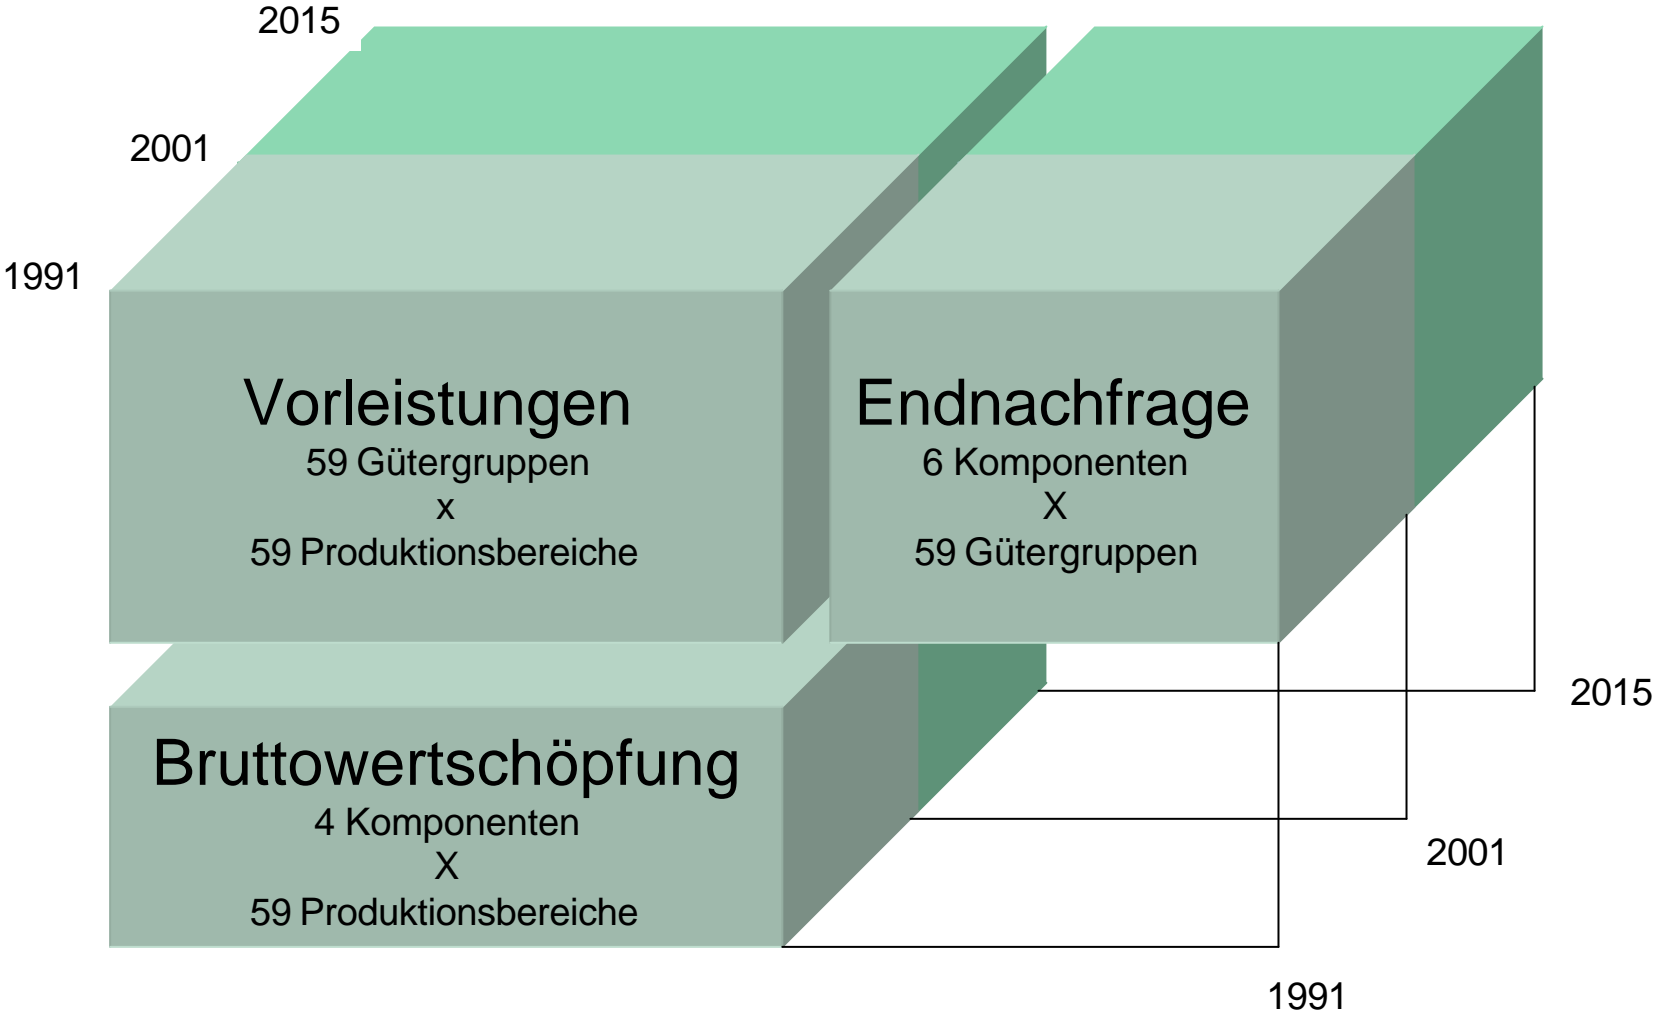 2015
2001
1991
Vorleistungen
59 Gütergruppen
x
59 Produktionsbereiche
Endnachfrage
6 Komponenten
X
59 Gütergruppen
Bruttowertschöpfung
4 Komponenten
X
59 Produktionsbereiche
2015
2001
1991